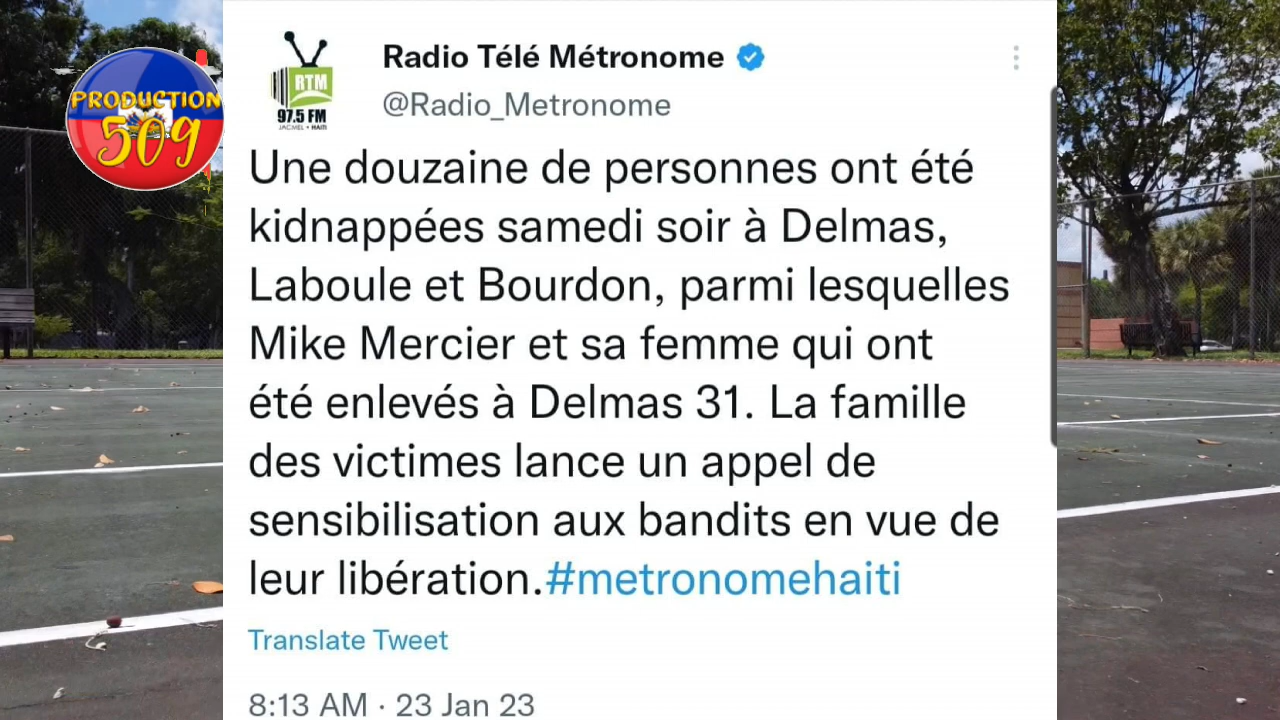 PRODUCTION
509
RTM
97.5 FM
JACMEL • HAITI
Radio Télé Métronome
@Radio_Metronome
Une douzaine de personnes ont été
kidnappées samedi soir à Delmas,
Laboule et Bourdon, parmi lesquelles
Mike Mercier et sa femme qui ont
été enlevés à Delmas 31. La famille
des victimes lance un appel de
sensibilisation aux bandits en vue de
leur libération.#metronomehaiti
Translate Tweet
8:13 AM · 23 Jan 23